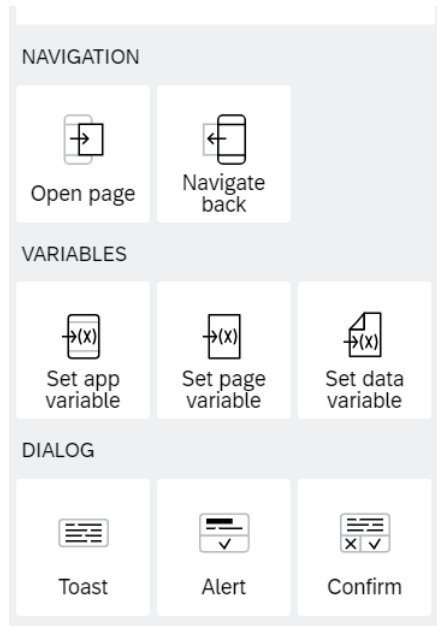 NAVIGATION
Open page
Navigate
back
VARIABLES
(x)
(x)
(x)
Set app
variable
Set page
variable
Set data
variable
DIALOG
Toast
Alert
Confirm